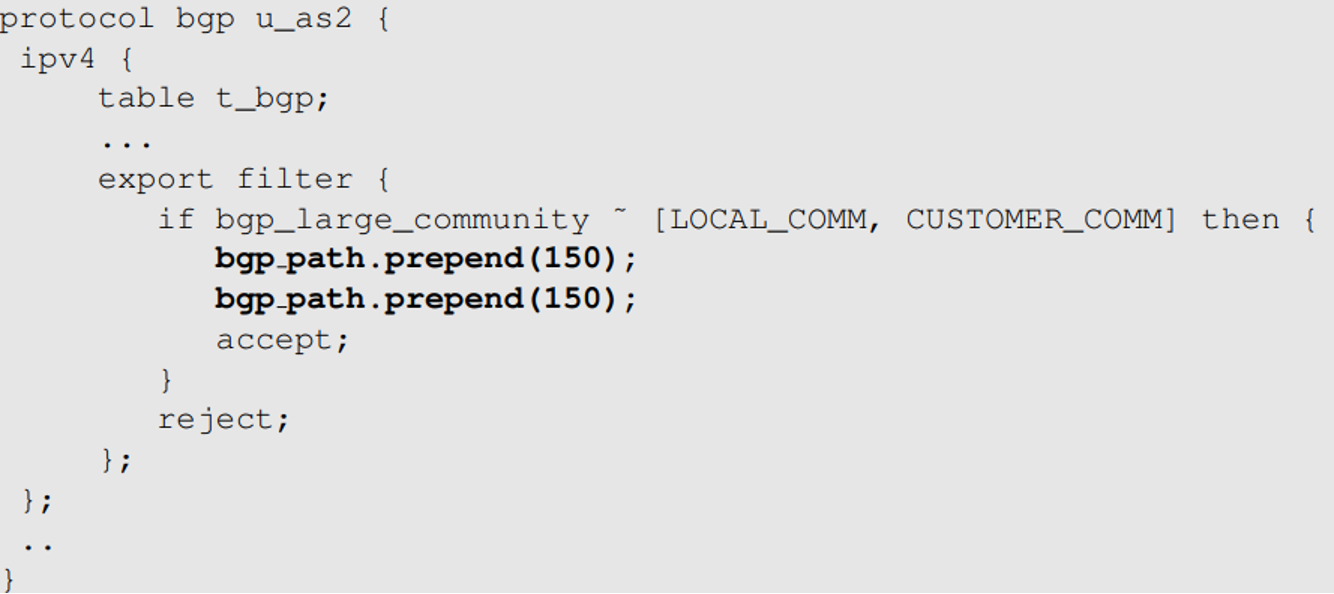 protocol bgp u_as2 {
ipv4 {
table t_bgp;
...
export filter {
if bgp_large_community ˜ [LOCAL_COMM, CUSTOMER_COMM] then {
bgp_path.prepend(150);
bgp_path.prepend(150);
accept;
}
reject;
};
};
..
}